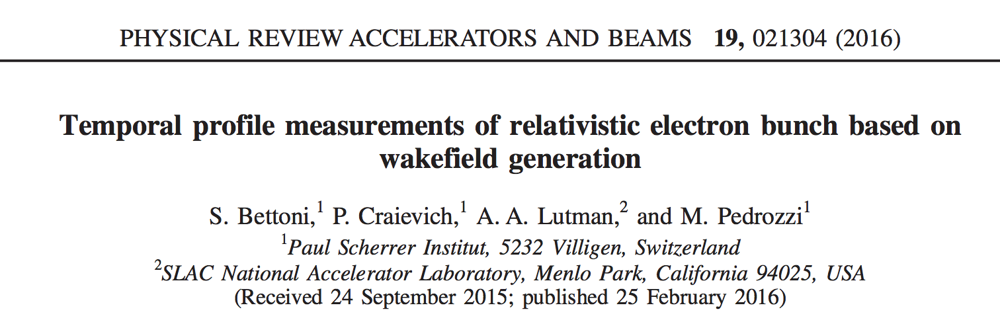 PHYSICAL REVIEW ACCELERATORS AND BEAMS 19, 021304 (2016)
Temporal profile measurements of relativistic electron bunch based on
wakefield generation
S. Bettoni,1 P. Craievich,1 A. A. Lutman,2 and M. Pedrozzi1
1Paul Scherrer Institut, 5232 Villigen, Switzerland
2SLAC National Accelerator Laboratory, Menlo Park, California 94025, USA
(Received 24 September 2015; published 25 February 2016)